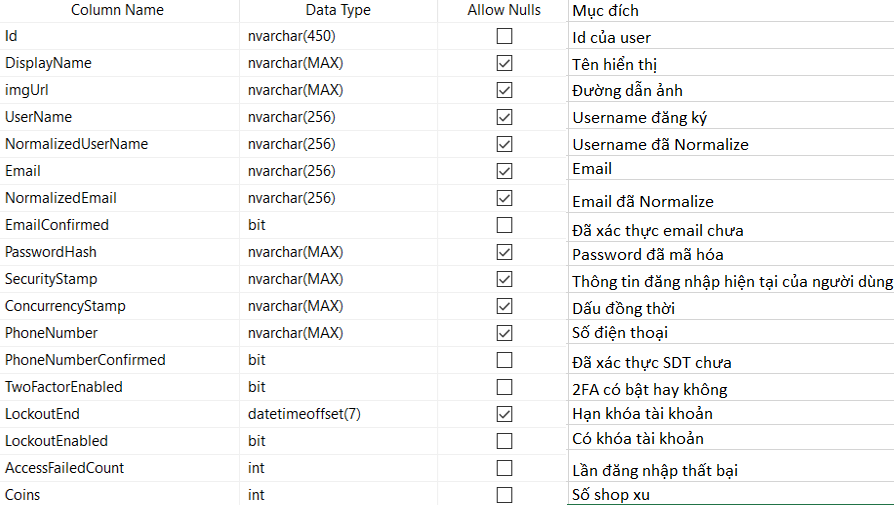 Column Name Data Type Allow Nulls Mục đích
Id nvarchar(450) Id của user
DisplayName nvarchar(MAX) Tên hiển thị
imgUrl nvarchar(MAX) Đường dẫn ảnh
UserName nvarchar(256) Username đăng ký
NormalizedUserName nvarchar(256) Username đã Normalize
Email nvarchar(256) Email
NormalizedEmail nvarchar(256) Email đã Normalize
EmailConfirmed bit Đã xác thực email chưa
PasswordHash nvarchar(MAX) Password đã mã hóa
SecurityStamp nvarchar(MAX) Thông tin đăng nhập hiện tại của người dùng
ConcurrencyStamp nvarchar(MAX) Dấu đồng thời
PhoneNumber nvarchar(MAX) Số điện thoại
PhoneNumberConfirmed bit Đã xác thực SDT chưa
TwoFactorEnabled bit 2FA có bật hay không
LockoutEnd datetimeoffset(7) Hạn khóa tài khoản
LockoutEnabled bit Có khóa tài khoản
AccessFailedCount int Lần đăng nhập thất bại
Coins int Số shop xu